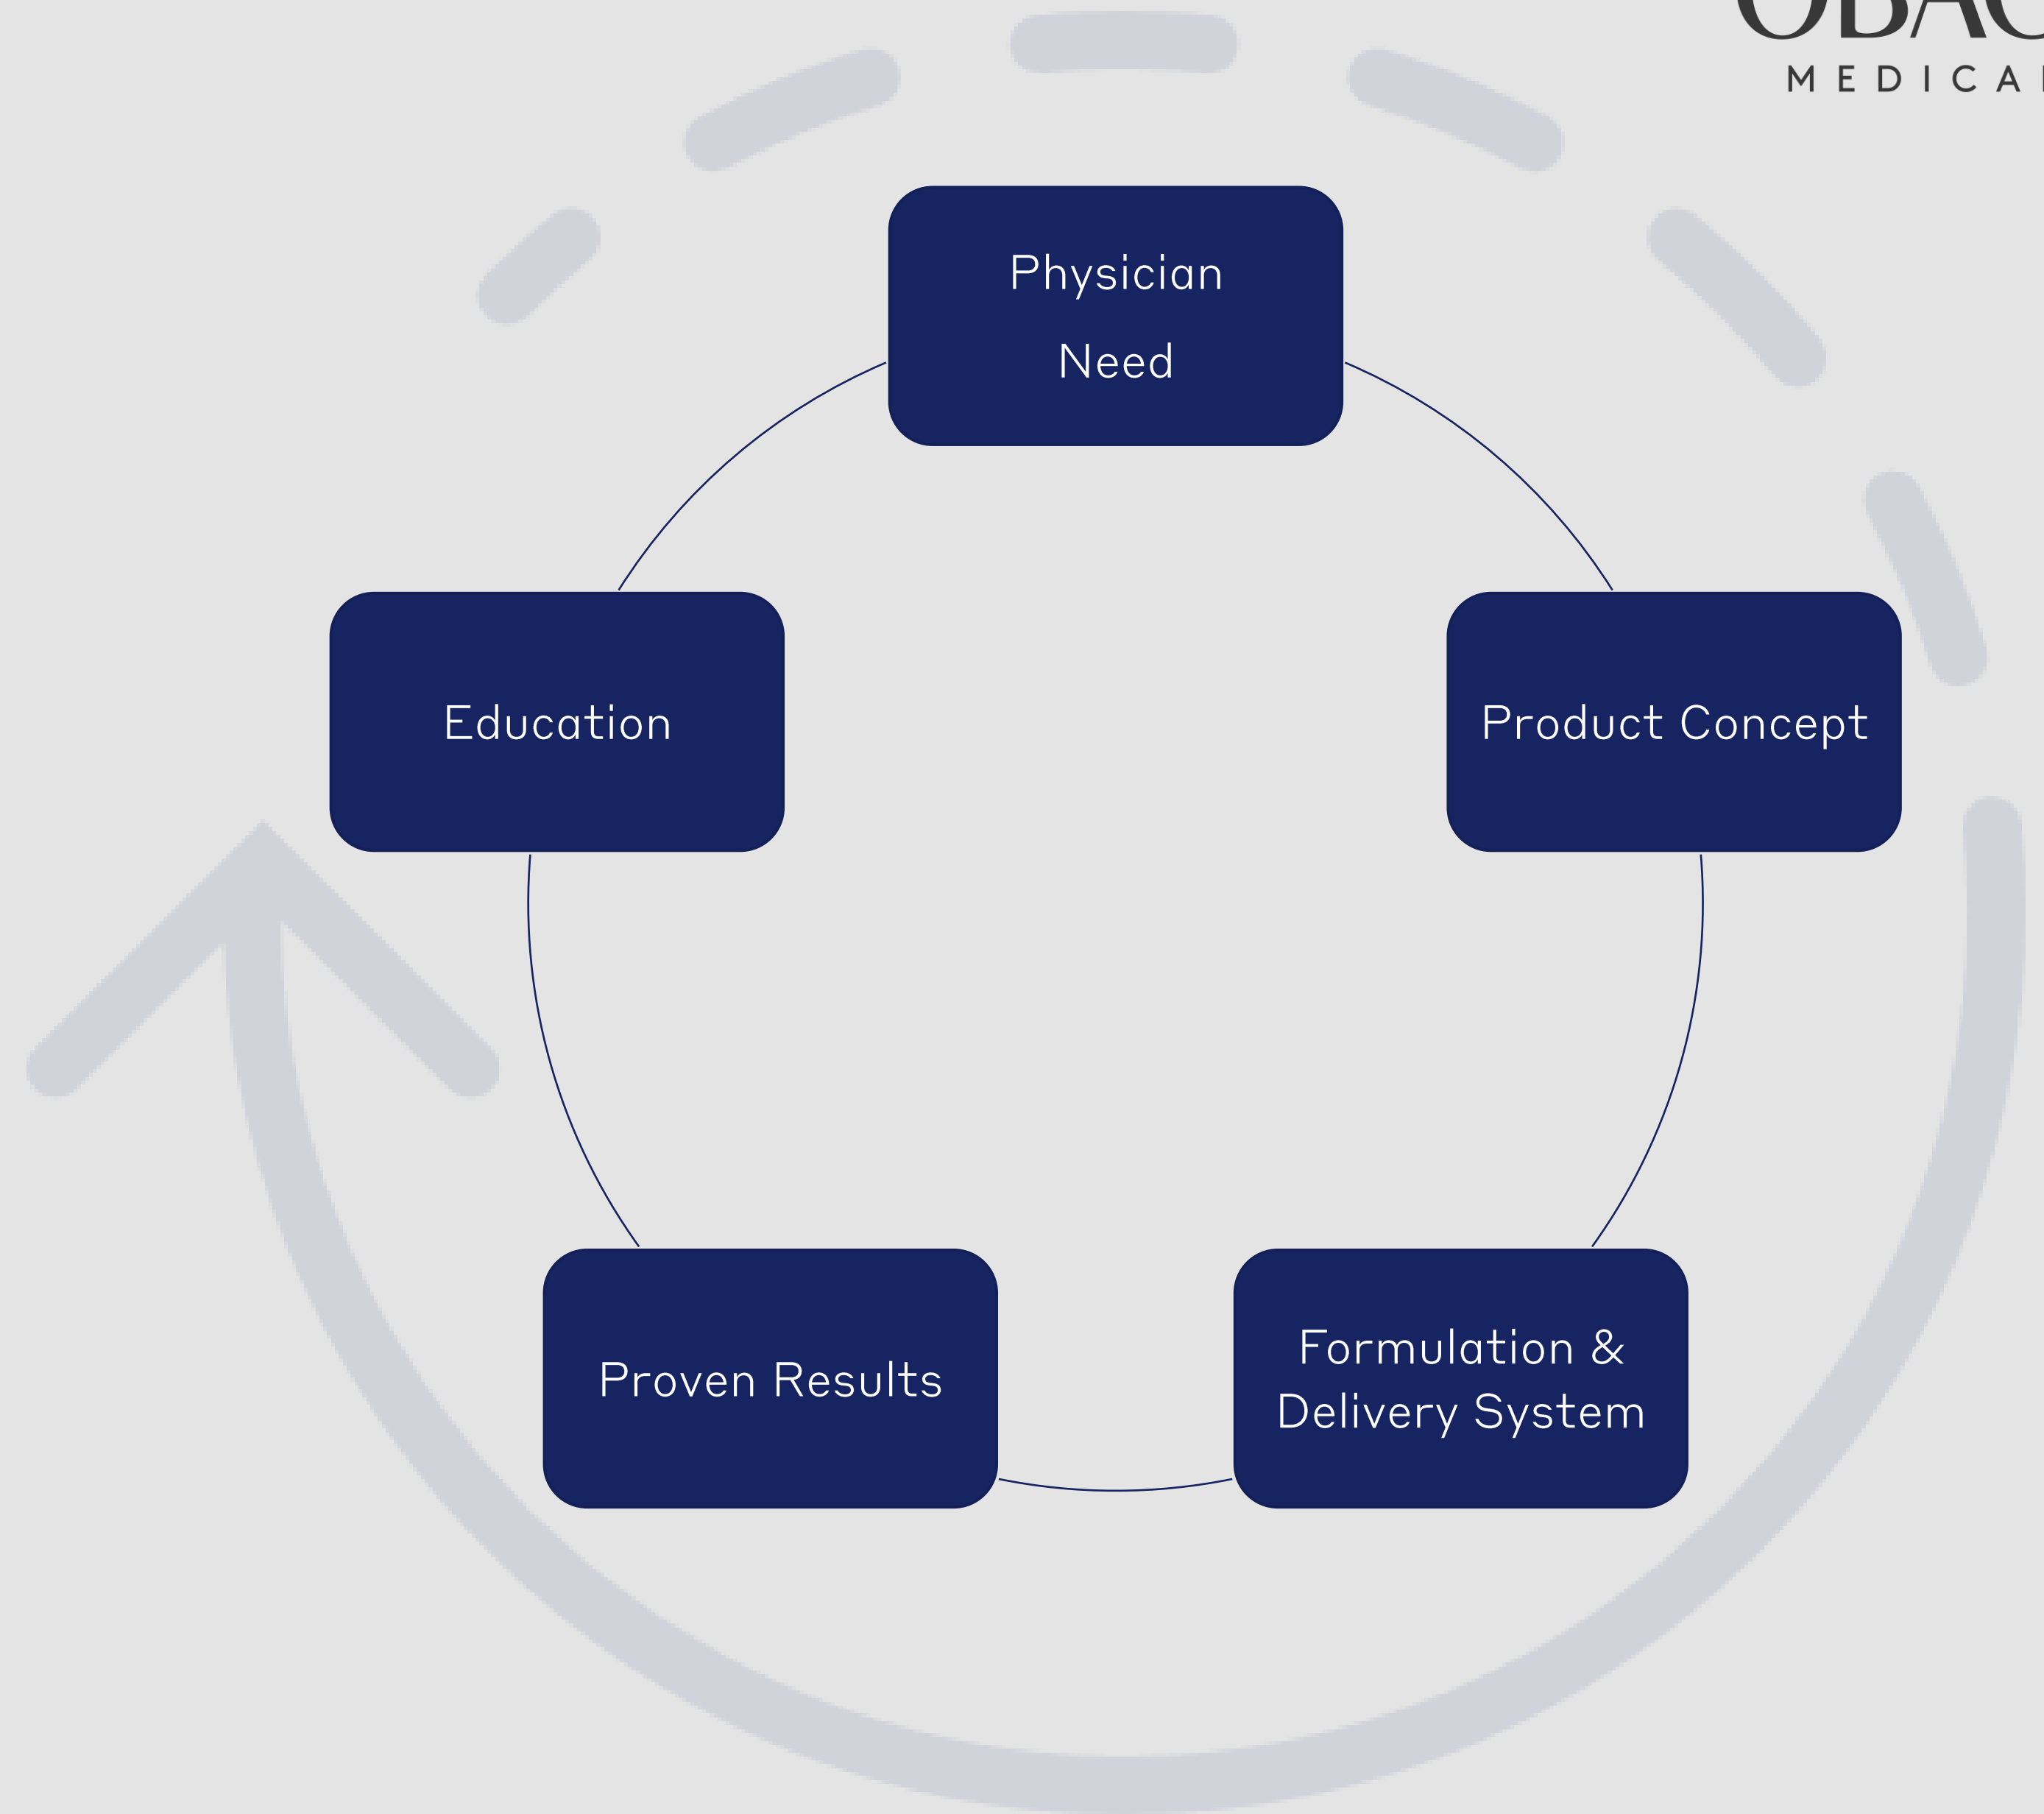 MEDICA
Physician
Need
Education
Product Concept
Proven Results
Formulation &
Delivery System